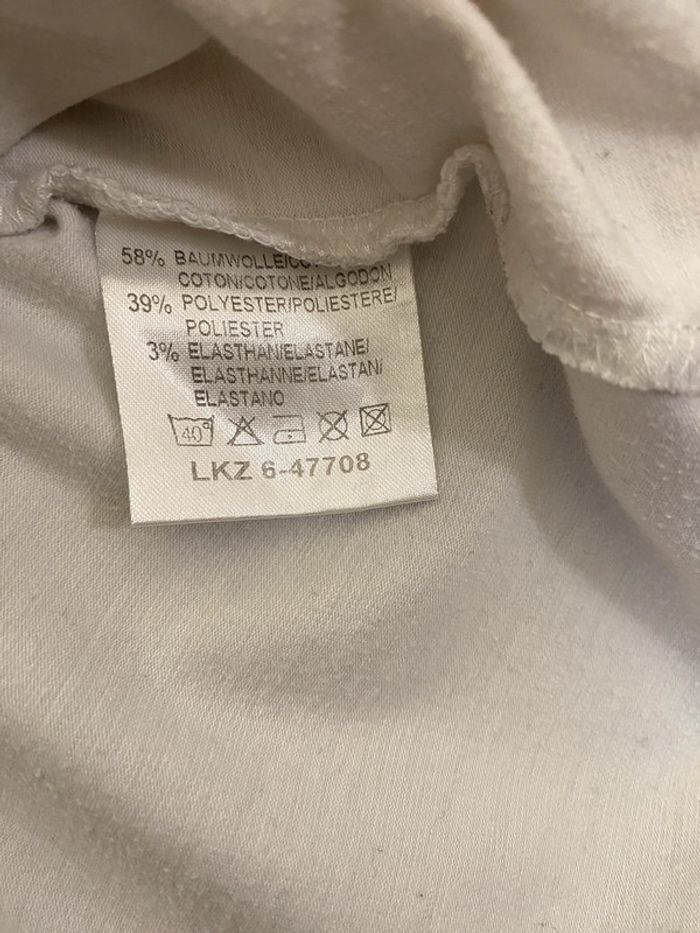 58% BAUMWOLLE/
COTON/COTONE/ALGODON
39% POLYESTER/POLIESTERE/
POLIESTER
3% ELASTHAN/ELASTANE/
ELASTHANNE/ELASTAN/
ELASTANO
40°
LKZ 6-47708